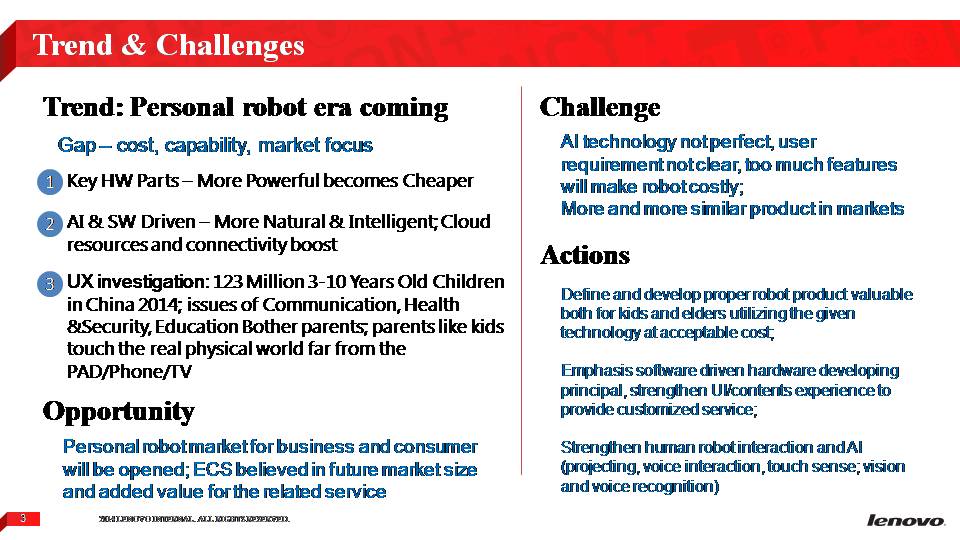 Trend & Challenges
Trend: Personal robot era coming
Gap – cost, capability, market focus
1 Key HW Parts – More Powerful becomes Cheaper
2 AI & SW Driven – More Natural & Intelligent; Cloud
resources and connectivity boost
3 UX investigation: 123 Million 3-10 Years Old Children
in China 2014; issues of Communication, Health
&Security, Education Bother parents; parents like kids
touch the real physical world far from the
PAD/Phone/TV
Opportunity
Personal robot market for business and consumer
will be opened; ECS believed in future market size
and added value for the related service
Challenge
AI technology not perfect, user
requirement not clear, too much features
will make robot costly;
More and more similar product in markets
Actions
Define and develop proper robot product valuable
both for kids and elders utilizing the given
technology at acceptable cost;
Emphasis software driven hardware developing
principal, strengthen UI/contents experience to
provide customized service;
Strengthen human robot interaction and AI
(projecting, voice interaction, touch sense; vision
and voice recognition)
3
LENOVO INTERNAL. ALL RIGHTS RESERVED.
lenovo